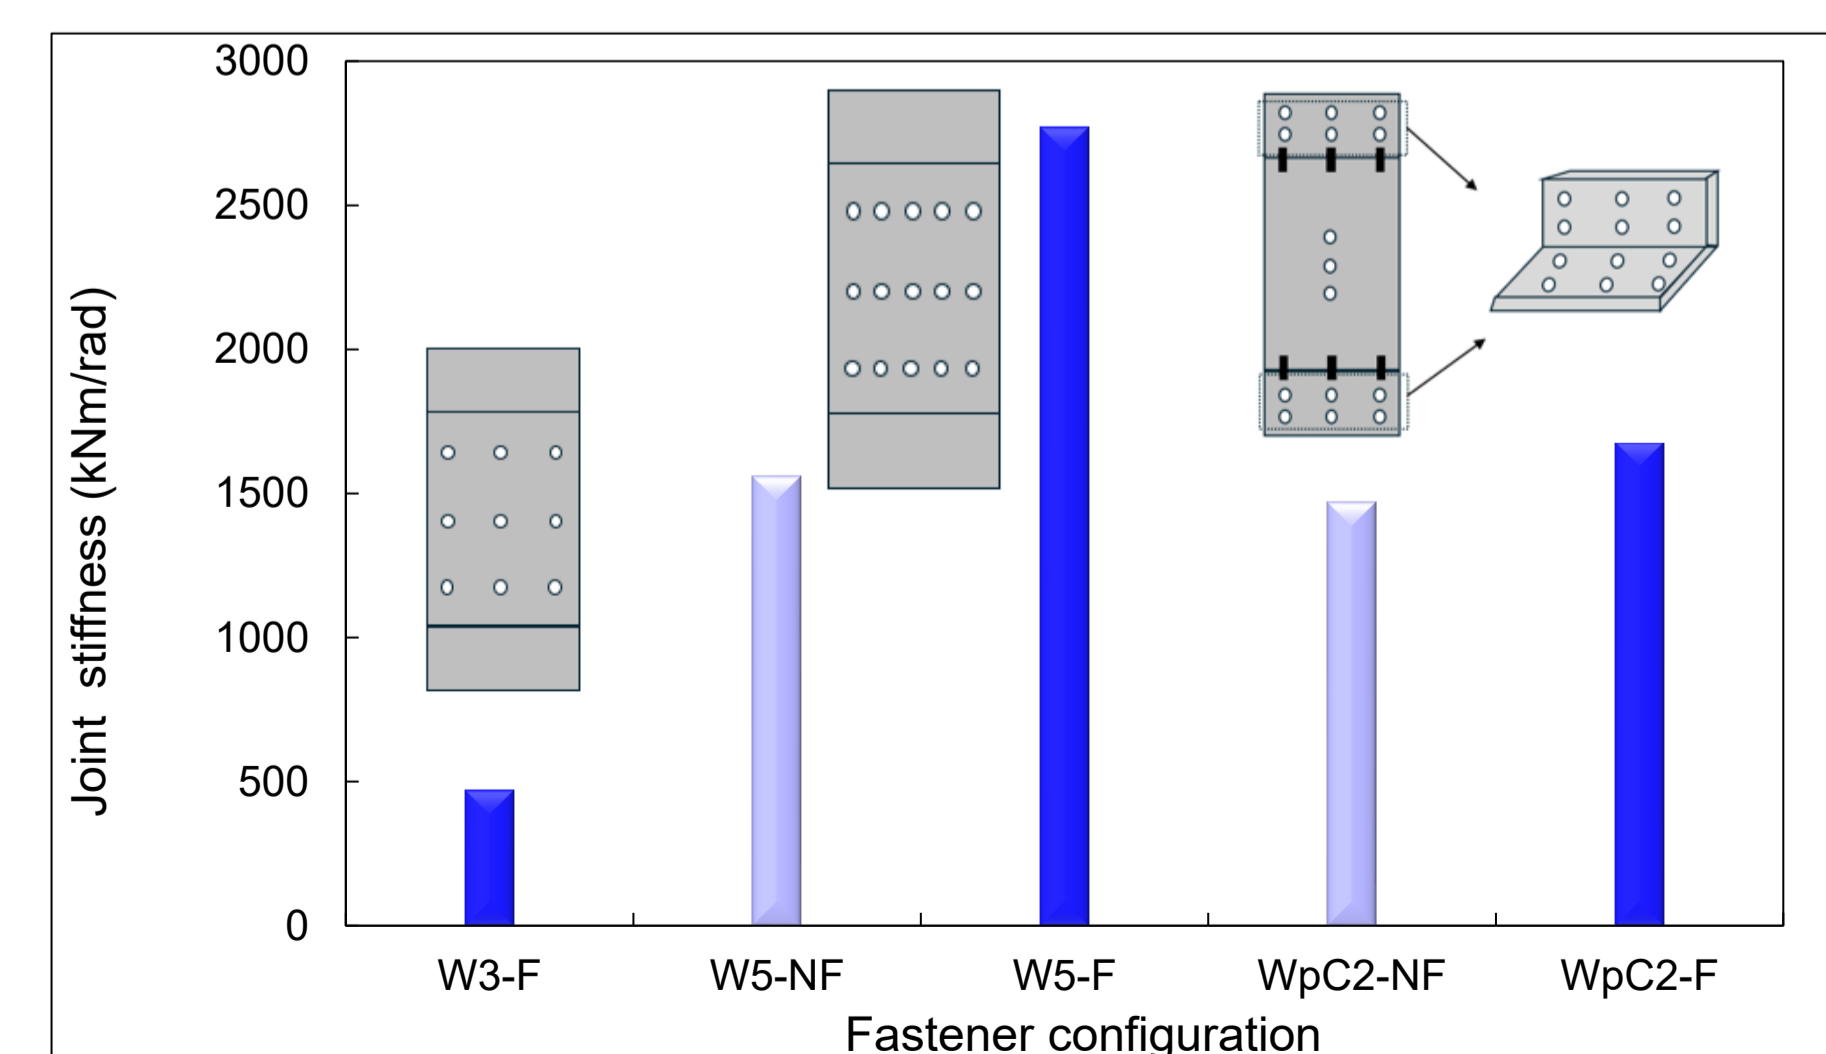 3000
2500
2000
1500
1000
500
0
Joint stiffness (kNm/rad)
W3-F W5-NF W5-F WpC2-NF WpC2-F
Fastener configuration